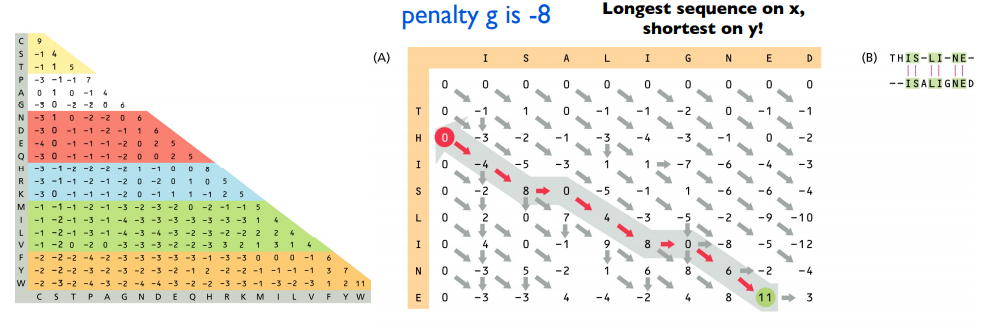 penalty g is -8
Longest sequence on x,
shortest on y!
C 9
S -1 4
T -1 1 5
P -3 -1 -1 7
A 0 1 0 -1 4
G -3 0 -2 -2 0 6
N -3 1 0 -2 -2 0 6
D -3 0 -1 -1 -2 -1 1 6
E -4 0 -1 -1 -1 -2 0 2 5
Q -3 0 -1 -1 -1 -2 0 0 2 5
H -3 -1 -2 -2 -2 -2 1 -1 0 0 8
R -3 -1 -1 -2 -1 -2 0 -2 0 1 0 5
K -3 0 -1 -1 -1 -2 0 -1 1 1 -1 2 5
M -1 -1 -1 -2 -1 -3 -2 -3 -2 0 -2 -1 -1 5
I -1 -2 -1 -3 -1 -4 -3 -3 -3 -3 -3 -3 -3 1 4
L -1 -2 -1 -3 -1 -4 -3 -4 -3 -2 -3 -2 -2 2 2 4
V -1 -2 0 -2 0 -3 -3 -3 -2 -2 -3 -3 -2 1 3 1 4
F -2 -2 -2 -4 -2 -3 -3 -3 -3 -3 -1 -3 -3 0 0 0 -1 6
Y -2 -2 -2 -3 -2 -3 -2 -3 -2 -1 2 -2 -2 -1 -1 -1 -1 3 7
W -2 -3 -2 -4 -3 -2 -4 -4 -3 -2 -2 -3 -3 -1 -3 -2 -3 1 2 11
C S T P A G N D E Q H R K M I L V F Y W
(A)
I S A L I G N E D
0 0 0 0 0 0 0 0 0 0
T 0 -1 1 0 -1 -1 -2 0 -1 -1
H 0 -3 -2 -1 -3 -4 -3 -1 0 -2
I 0 -4 -5 -3 1 1 -7 -6 -4 -3
S 0 -2 8 0 -5 -1 1 -6 -6 -4
L 0 2 0 7 4 -3 -5 -2 -9 -10
I 0 4 0 -1 9 8 0 -8 -5 -12
N 0 -3 5 -2 1 6 8 6 -2 -4
E 0 -3 -3 4 -4 -2 4 8 11 3
(B)
THIS-LI-NE-
--ISALIGNED